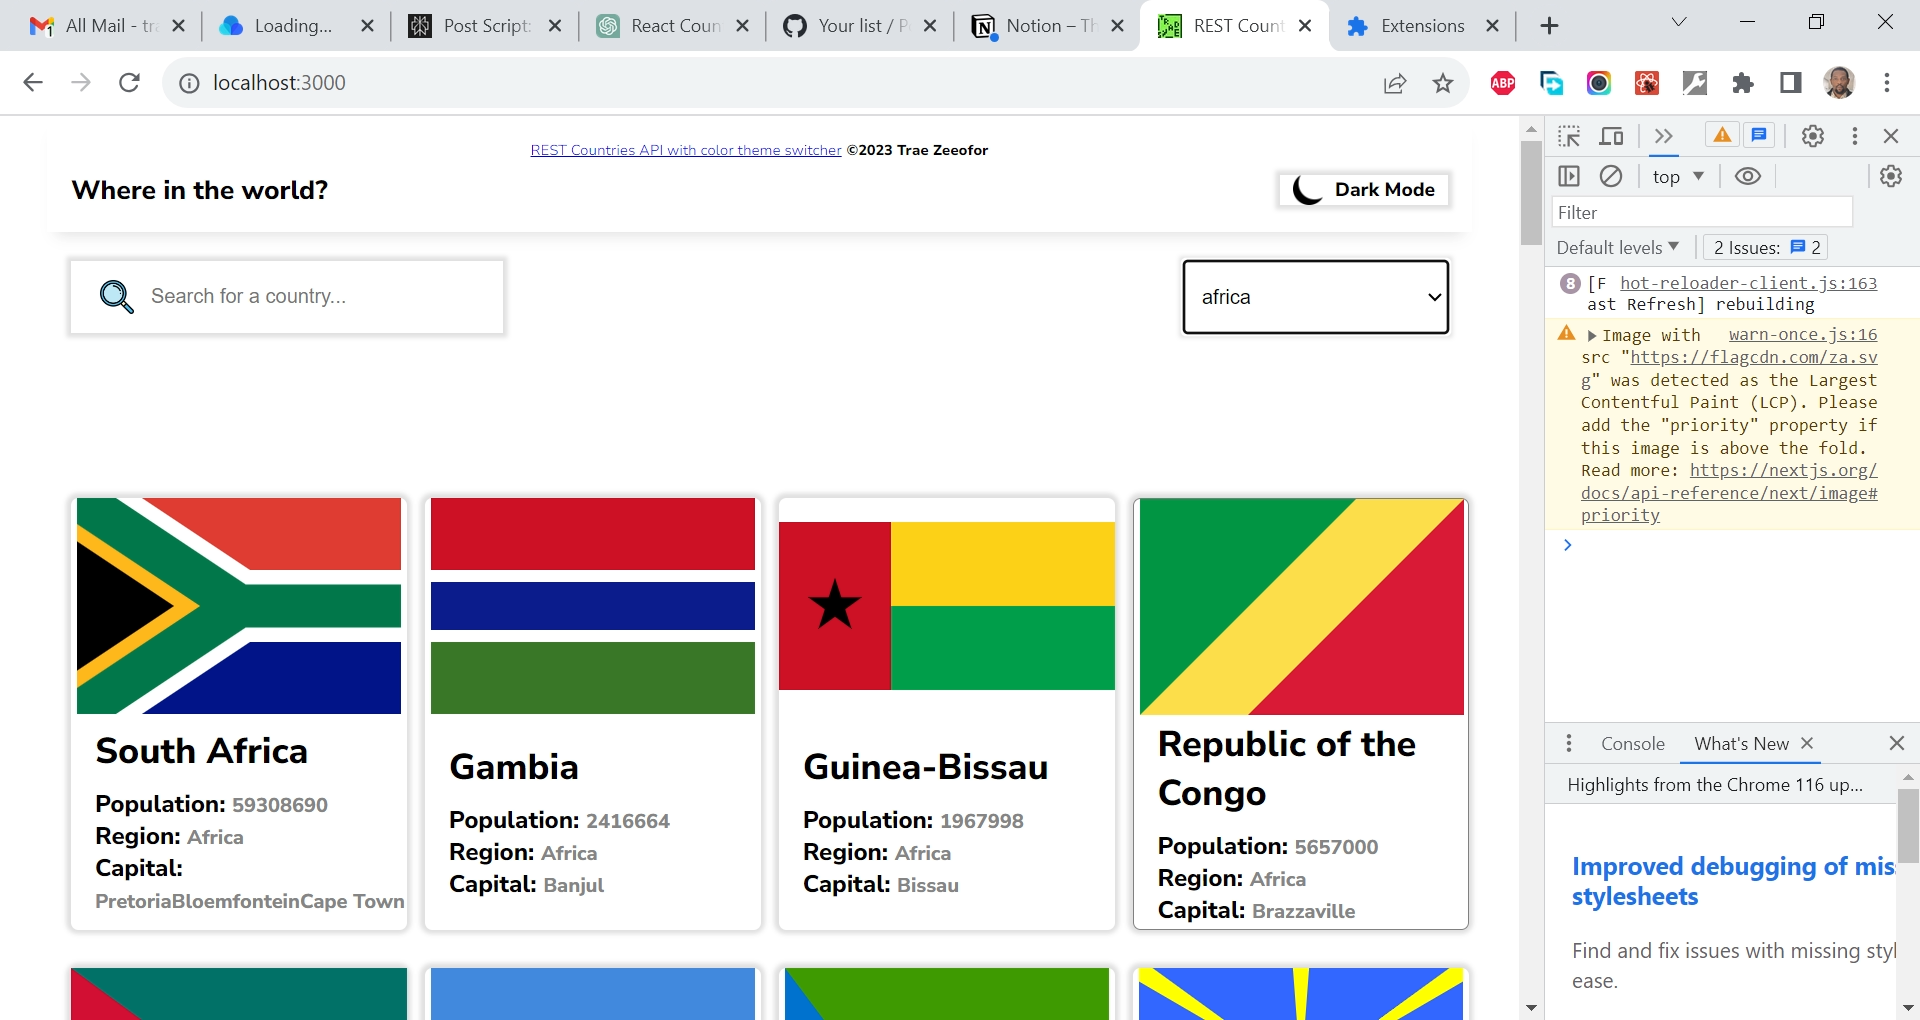 All Mail - tra
Loading...
Post Script:
React Coun
Your list / P
Notion – Th
REST Count
Extensions
localhost:3000
ABP
REST Countries API with color theme switcher ©2023 Trae Zeeofor
Where in the world?
Dark Mode
Search for a country...
africa
South Africa
Population: 59308690
Region: Africa
Capital:
PretoriaBloemfonteinCape Town
Gambia
Population: 2416664
Region: Africa
Capital: Banjul
Guinea-Bissau
Population: 1967998
Region: Africa
Capital: Bissau
Republic of the
Congo
Population: 5657000
Region: Africa
Capital: Brazzaville
top
Filter
Default levels
2 Issues: 2
8 [F hot-reloader-client.js:163
ast Refresh] rebuilding
Image with warn-once.js:16
src "https://flagcdn.com/za.sv
g" was detected as the Largest
Contentful Paint (LCP). Please
add the "priority" property if
this image is above the fold.
Read more: https://nextjs.org/
docs/api-reference/next/image#
priority
Console
What's New
Highlights from the Chrome 116 up...
Improved debugging of mis
stylesheets
Find and fix issues with missing styl
ease.